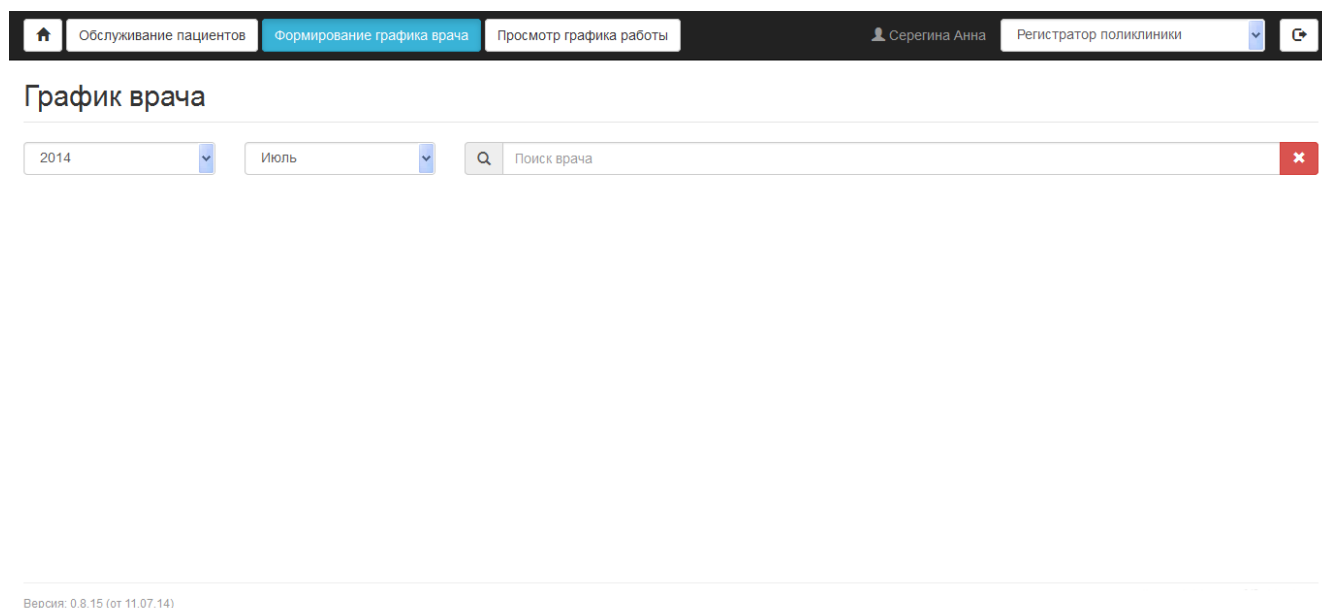 Обслуживание пациентов Формирование графика врача Просмотр графика работы Серегина Анна Регистратор поликлиники
График врача
2014 Июль Поиск врача
Версия: 0.8.15 (от 11.07.14)